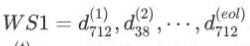 WS1 = d_{712}^{(1)}, d_{38}^{(2)}, \cdots, d_{712}^{(eol)}